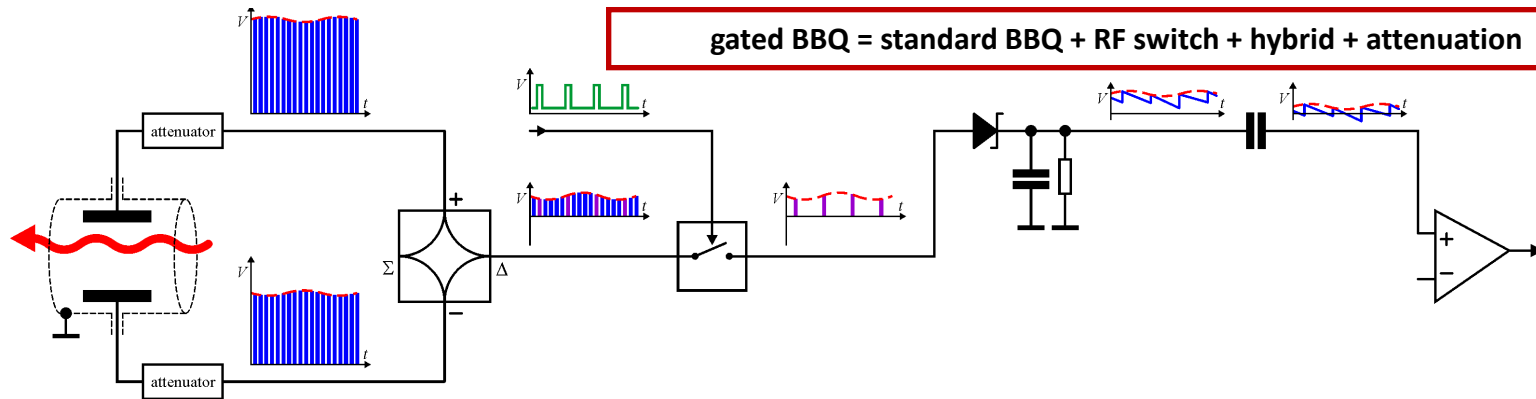 gated BBQ = standard BBQ + RF switch + hybrid + attenuation
V
t
V
t
V
t
V
t
attenuator
V
t
V
t
+
Σ
Δ
−
V
t
attenuator
+
−